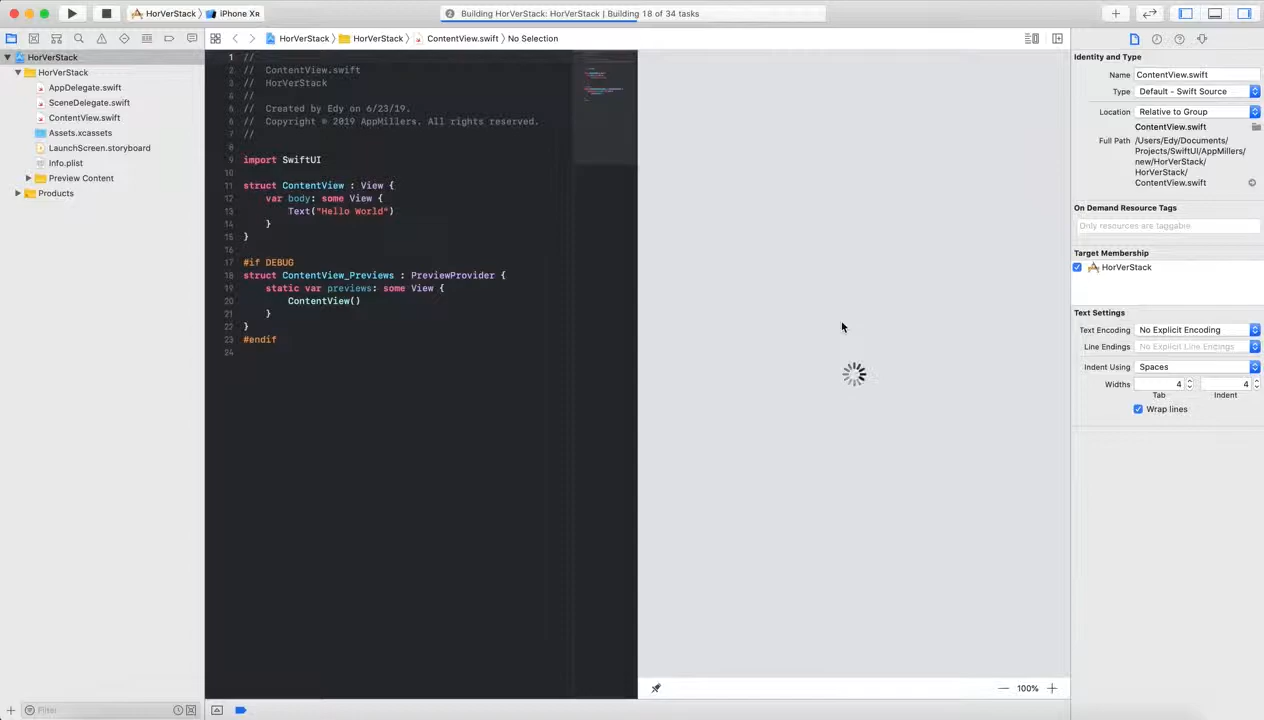 HorVerStack
iPhone Xʀ
2 Building HorVerStack: HorVerStack | Building 18 of 34 tasks
HorVerStack
HorVerStack
ContentView.swift
No Selection
HorVerStack
HorVerStack
AppDelegate.swift
SceneDelegate.swift
ContentView.swift
Assets.xcassets
LaunchScreen.storyboard
Info.plist
Preview Content
Products
Filter
1 //
2 //  ContentView.swift
3 //  HorVerStack
4 //
5 //  Created by Edy on 6/23/19.
6 //  Copyright © 2019 AppMillers. All rights reserved.
7 //
8
9 import SwiftUI
10
11 struct ContentView : View {
12     var body: some View {
13         Text("Hello World")
14     }
15 }
16
17 #if DEBUG
18 struct ContentView_Previews : PreviewProvider {
19     static var previews: some View {
20         ContentView()
21     }
22 }
23 #endif
24
100%
Identity and Type
Name ContentView.swift
Type Default - Swift Source
Location Relative to Group
ContentView.swift
Full Path /Users/Edy/Documents/
Projects/SwiftUI/AppMillers/
new/HorVerStack/
HorVerStack/
ContentView.swift
On Demand Resource Tags
Only resources are taggable
Target Membership
HorVerStack
Text Settings
Text Encoding No Explicit Encoding
Line Endings No Explicit Line Endings
Indent Using Spaces
Widths 4 4
Tab Indent
Wrap lines